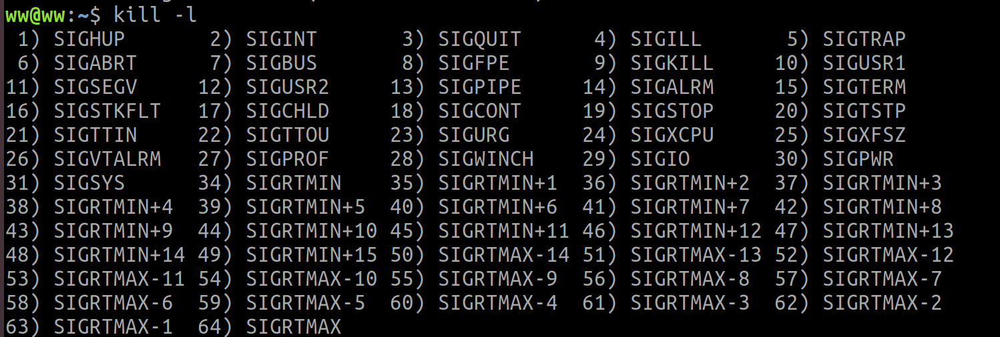 ww@ww:~$ kill -l
 1) SIGHUP       2) SIGINT       3) SIGQUIT      4) SIGILL       5) SIGTRAP
 6) SIGABRT      7) SIGBUS       8) SIGFPE       9) SIGKILL     10) SIGUSR1
11) SIGSEGV     12) SIGUSR2     13) SIGPIPE     14) SIGALRM     15) SIGTERM
16) SIGSTKFLT   17) SIGCHLD     18) SIGCONT     19) SIGSTOP     20) SIGTSTP
21) SIGTTIN     22) SIGTTOU     23) SIGURG      24) SIGXCPU     25) SIGXFSZ
26) SIGVTALRM   27) SIGPROF     28) SIGWINCH    29) SIGIO       30) SIGPWR
31) SIGSYS      34) SIGRTMIN    35) SIGRTMIN+1  36) SIGRTMIN+2  37) SIGRTMIN+3
38) SIGRTMIN+4  39) SIGRTMIN+5  40) SIGRTMIN+6  41) SIGRTMIN+7  42) SIGRTMIN+8
43) SIGRTMIN+9  44) SIGRTMIN+10 45) SIGRTMIN+11 46) SIGRTMIN+12 47) SIGRTMIN+13
48) SIGRTMIN+14 49) SIGRTMIN+15 50) SIGRTMAX-14 51) SIGRTMAX-13 52) SIGRTMAX-12
53) SIGRTMAX-11 54) SIGRTMAX-10 55) SIGRTMAX-9  56) SIGRTMAX-8  57) SIGRTMAX-7
58) SIGRTMAX-6  59) SIGRTMAX-5  60) SIGRTMAX-4  61) SIGRTMAX-3  62) SIGRTMAX-2
63) SIGRTMAX-1  64) SIGRTMAX